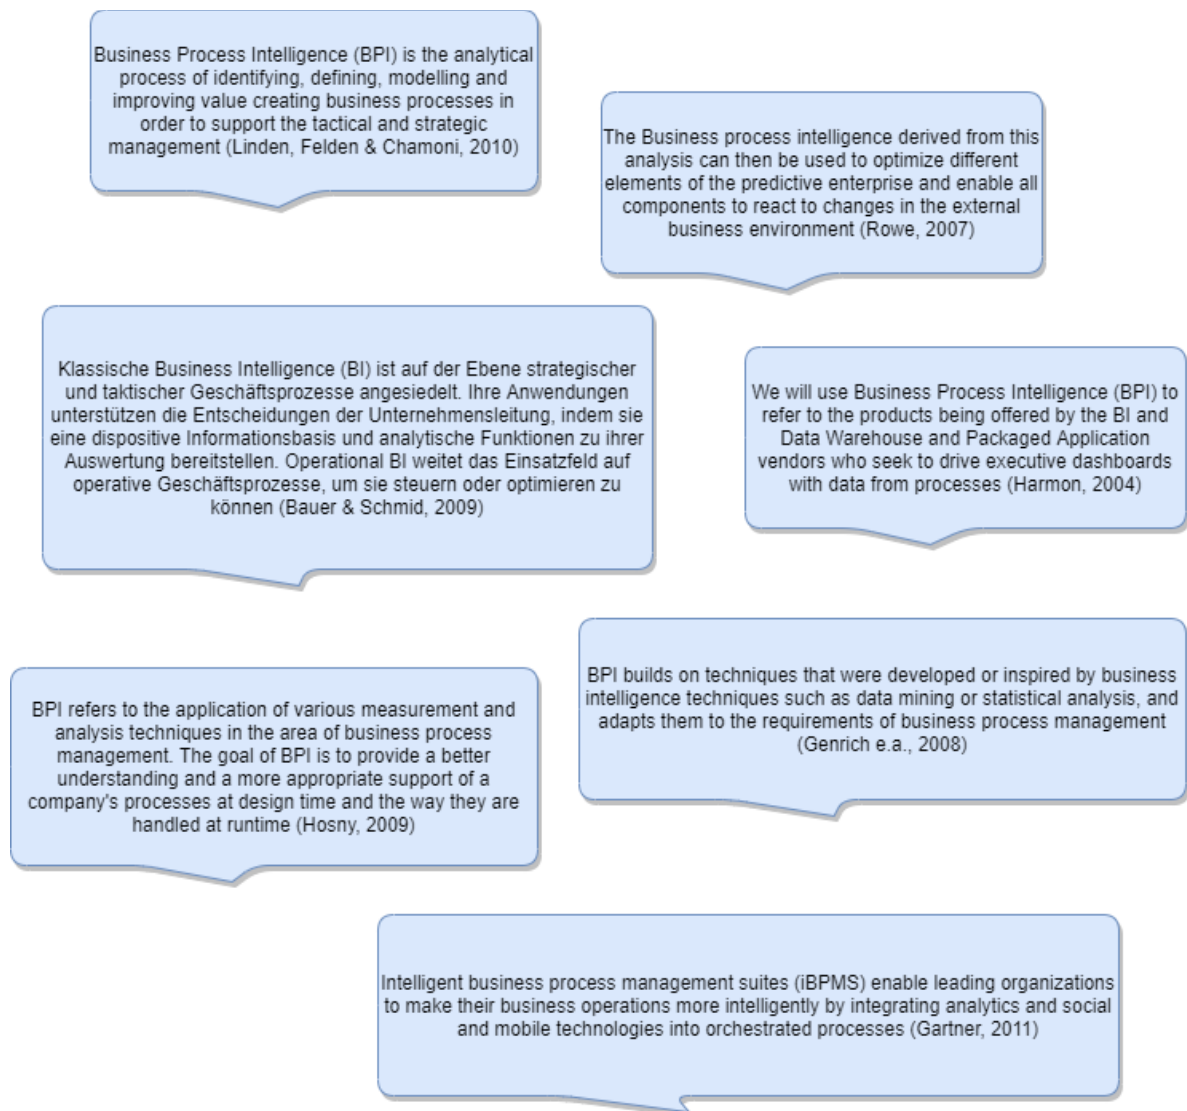 Business Process Intelligence (BPI) is the analytical
process of identifying, defining, modelling and
improving value creating business processes in
order to support the tactical and strategic
management (Linden, Felden & Chamoni, 2010)
The Business process intelligence derived from this
analysis can then be used to optimize different
elements of the predictive enterprise and enable all
components to react to changes in the external
business environment (Rowe, 2007)
Klassische Business Intelligence (BI) ist auf der Ebene strategischer
und taktischer Geschäftsprozesse angesiedelt. Ihre Anwendungen
unterstützen die Entscheidungen der Unternehmensleitung, indem sie
eine dispositive Informationsbasis und analytische Funktionen zu ihrer
Auswertung bereitstellen. Operational BI weitet das Einsatzfeld auf
operative Geschäftsprozesse, um sie steuern oder optimieren zu
können (Bauer & Schmid, 2009)
We will use Business Process Intelligence (BPI) to
refer to the products being offered by the BI and
Data Warehouse and Packaged Application
vendors who seek to drive executive dashboards
with data from processes (Harmon, 2004)
BPI refers to the application of various measurement and
analysis techniques in the area of business process
management. The goal of BPI is to provide a better
understanding and a more appropriate support of a
company's processes at design time and the way they are
handled at runtime (Hosny, 2009)
BPI builds on techniques that were developed or inspired by business
intelligence techniques such as data mining or statistical analysis, and
adapts them to the requirements of business process management
(Genrich e.a., 2008)
Intelligent business process management suites (iBPMS) enable leading organizations
to make their business operations more intelligently by integrating analytics and social
and mobile technologies into orchestrated processes (Gartner, 2011)